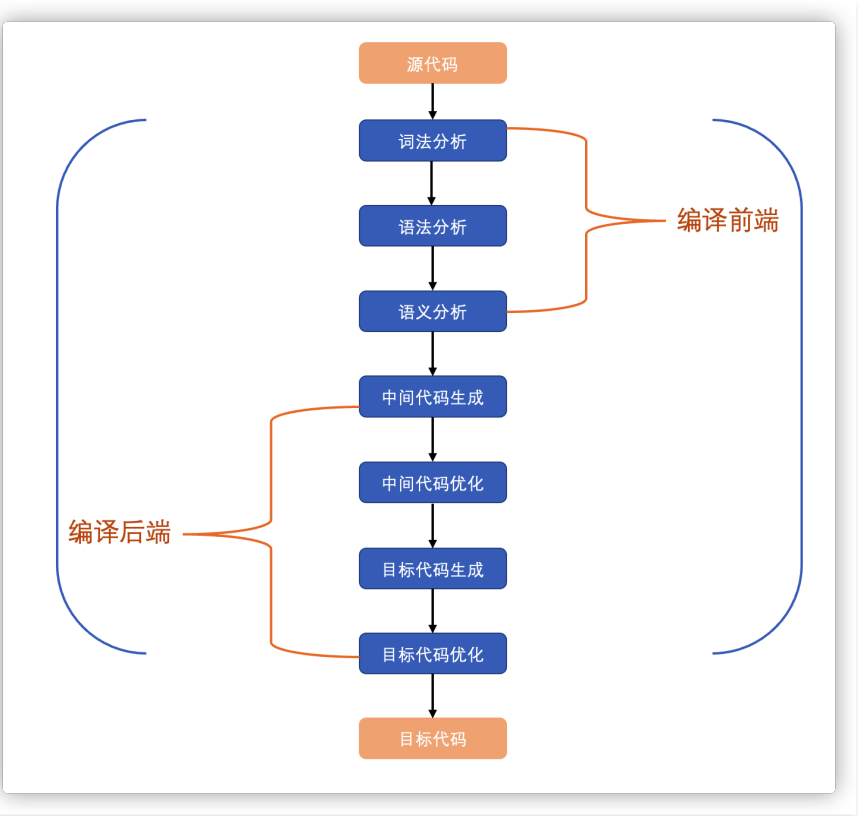 源代码
词法分析
编译前端
语法分析
语义分析
中间代码生成
中间代码优化
编译后端
目标代码生成
目标代码优化
目标代码